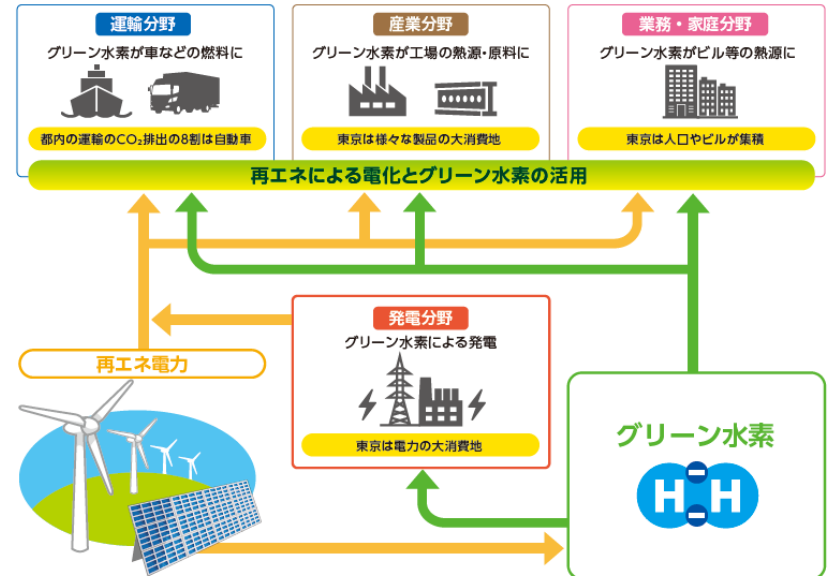 運輸分野
グリーン水素が車などの燃料に
都内の運輸のCO₂排出の8割は自動車
産業分野
グリーン水素が工場の熱源・原料に
東京は様々な製品の大消費地
業務・家庭分野
グリーン水素がビル等の熱源に
東京は人口やビルが集積
再エネによる電化とグリーン水素の活用
発電分野
グリーン水素による発電
東京は電力の大消費地
再エネ電力
グリーン水素
H H